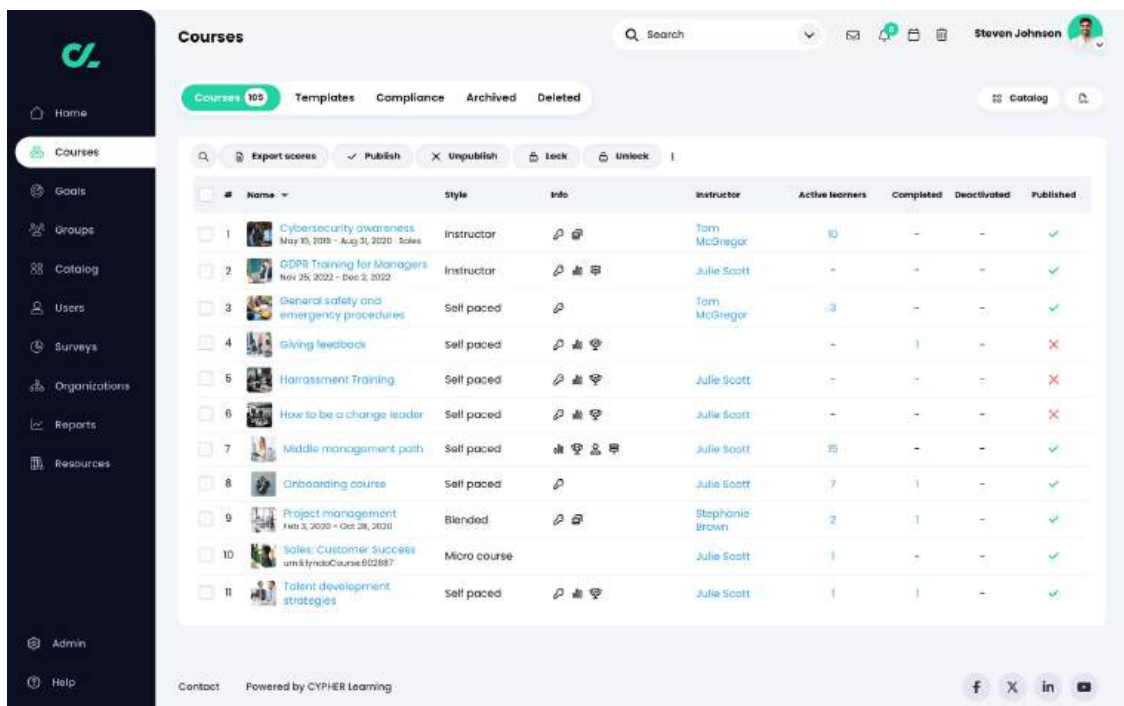 Courses
Search
Steven Johnson
Home
Courses
Goals
Groups
Catalog
Users
Surveys
Organizations
Reports
Resources
Admin
Help
Courses 105 Templates Compliance Archived Deleted
Catalog
Export scores Publish Unpublish Lock Unlock
# Name Style Info Instructor Active learners Completed Deactivated Published
1 Cybersecurity awareness Instructor Tom McGregor 10 - -
May 10, 2019 - Aug 31, 2020 Sales
2 GDPR Training for Managers Instructor Julie Scott - - -
Nov 25, 2022 - Dec 2, 2022
3 General safety and Self paced Tom McGregor 3 - -
emergency procedures
4 Giving feedback Self paced - 1 -
5 Harrassment Training Self paced Julie Scott - - -
6 How to be a change leader Self paced Julie Scott - - -
7 Middle management path Self paced Julie Scott 15 - -
8 Onboarding course Self paced Julie Scott 7 1 -
9 Project management Blended Stephanie Brown 2 1 -
Feb 3, 2020 - Oct 28, 2020
10 Sales: Customer Success Micro course Julie Scott 1 - -
11 Talent development Self paced Julie Scott 1 1 -
strategies
Contact Powered by CYPHER Learning